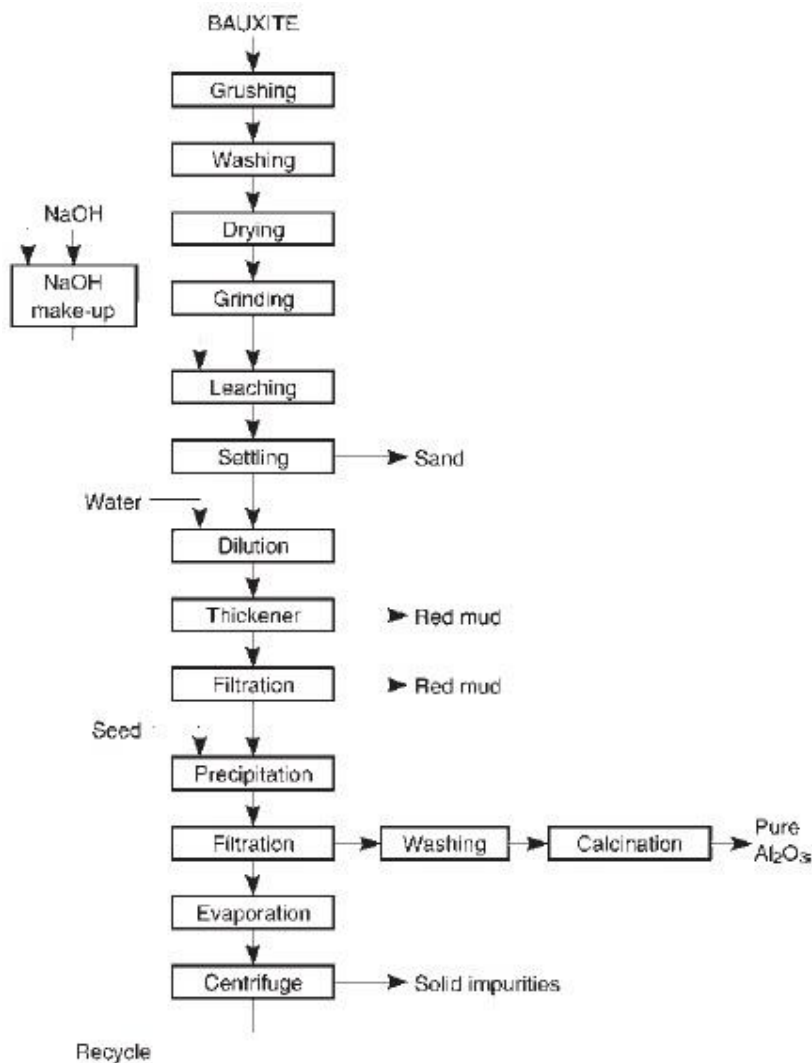 BAUXITE
Grushing
Washing
NaOH
Drying
NaOH
make-up
Grinding
Leaching
Settling
Sand
Water
Dilution
Thickener
Red mud
Filtration
Red mud
Seed
Precipitation
Filtration
Washing
Calcination
Pure
Al₂O₃
Evaporation
Centrifuge
Solid impurities
Recycle